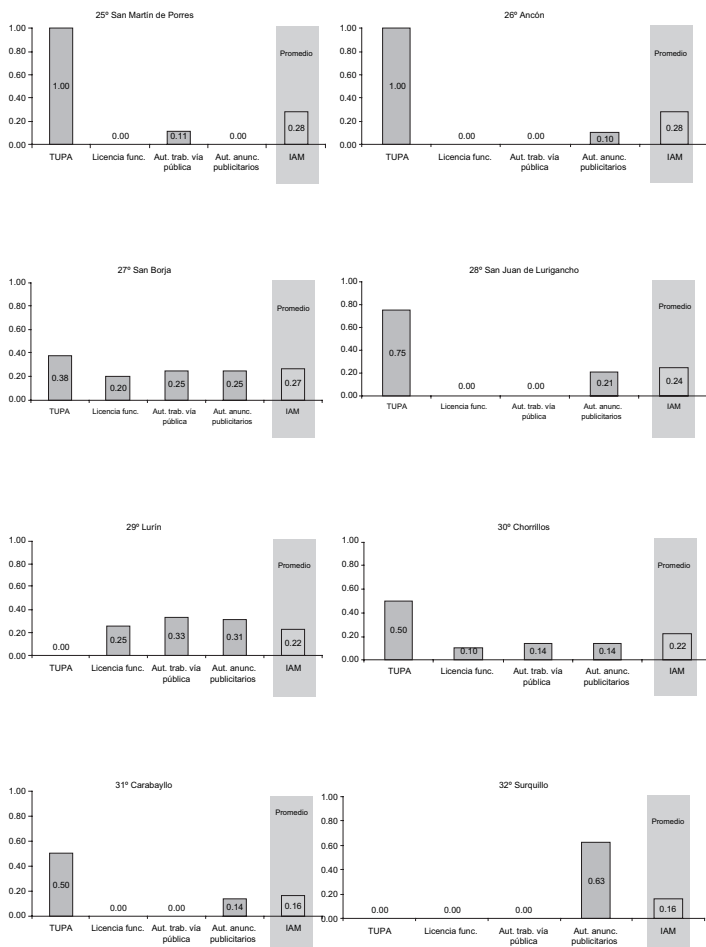 25º San Martín de Porres
1.00
0.80
0.60
0.40
0.20
0.00
Promedio
1.00
0.00
0.11
0.00
0.28
TUPA
Licencia func.
Aut. trab. vía
pública
Aut. anunc.
publicitarios
IAM
26º Ancón
1.00
0.80
0.60
0.40
0.20
0.00
Promedio
1.00
0.00
0.00
0.10
0.28
TUPA
Licencia func.
Aut. trab. vía
pública
Aut. anunc.
publicitarios
IAM
27º San Borja
1.00
0.80
0.60
0.40
0.20
0.00
Promedio
0.38
0.20
0.25
0.25
0.27
TUPA
Licencia func.
Aut. trab. vía
pública
Aut. anunc.
publicitarios
IAM
28º San Juan de Lurigancho
1.00
0.80
0.60
0.40
0.20
0.00
Promedio
0.75
0.00
0.00
0.21
0.24
TUPA
Licencia func.
Aut. trab. vía
pública
Aut. anunc.
publicitarios
IAM
29º Lurín
1.00
0.80
0.60
0.40
0.20
0.00
Promedio
0.00
0.25
0.33
0.31
0.22
TUPA
Licencia func.
Aut. trab. vía
pública
Aut. anunc.
publicitarios
IAM
30º Chorrillos
1.00
0.80
0.60
0.40
0.20
0.00
Promedio
0.50
0.10
0.14
0.14
0.22
TUPA
Licencia func.
Aut. trab. vía
pública
Aut. anunc.
publicitarios
IAM
31º Carabayllo
1.00
0.80
0.60
0.40
0.20
0.00
Promedio
0.50
0.00
0.00
0.14
0.16
TUPA
Licencia func.
Aut. trab. vía
pública
Aut. anunc.
publicitarios
IAM
32º Surquillo
1.00
0.80
0.60
0.40
0.20
0.00
Promedio
0.00
0.00
0.00
0.63
0.16
TUPA
Licencia func.
Aut. trab. vía
pública
Aut. anunc.
publicitarios
IAM